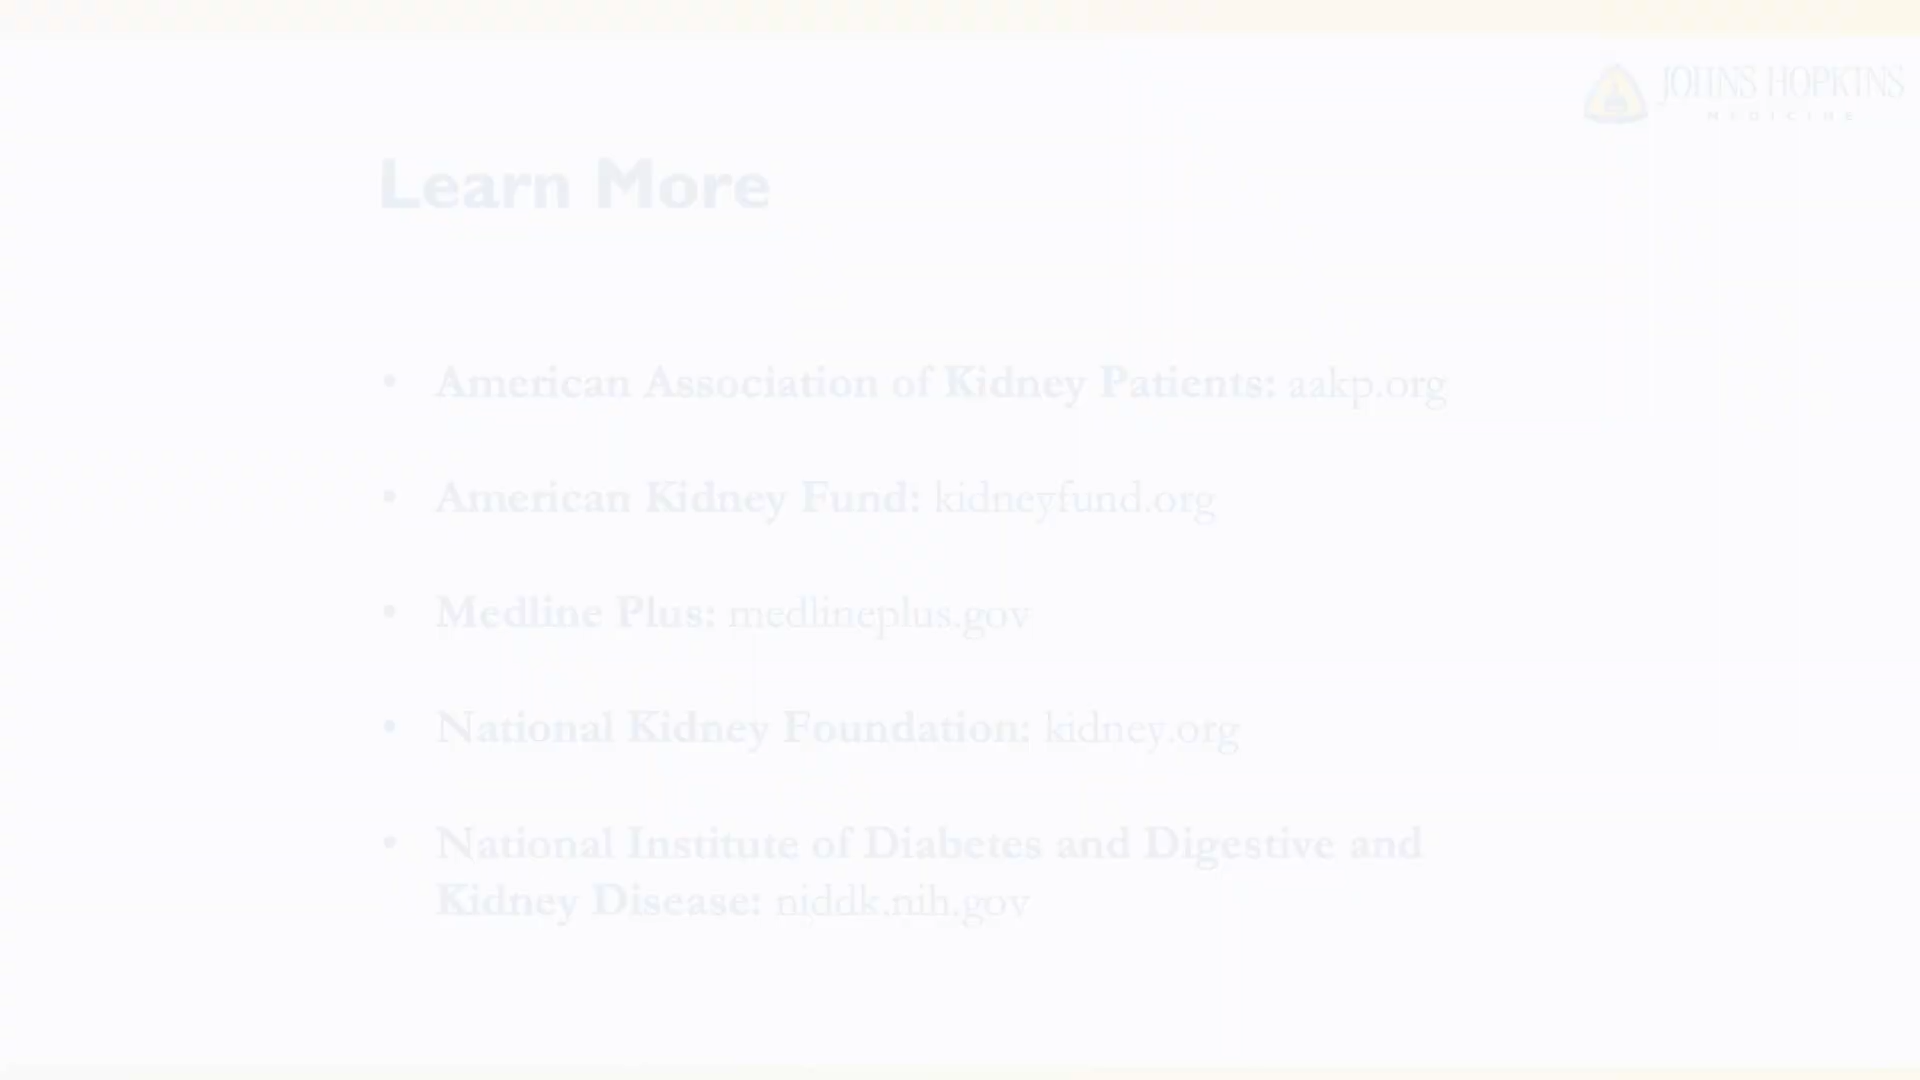 JOHNS HOPKINS
MEDICINE
Learn More
• American Association of Kidney Patients: aakp.org
• American Kidney Fund: kidneyfund.org
• Medline Plus: medlineplus.gov
• National Kidney Foundation: kidney.org
• National Institute of Diabetes and Digestive and
Kidney Disease: niddk.nih.gov